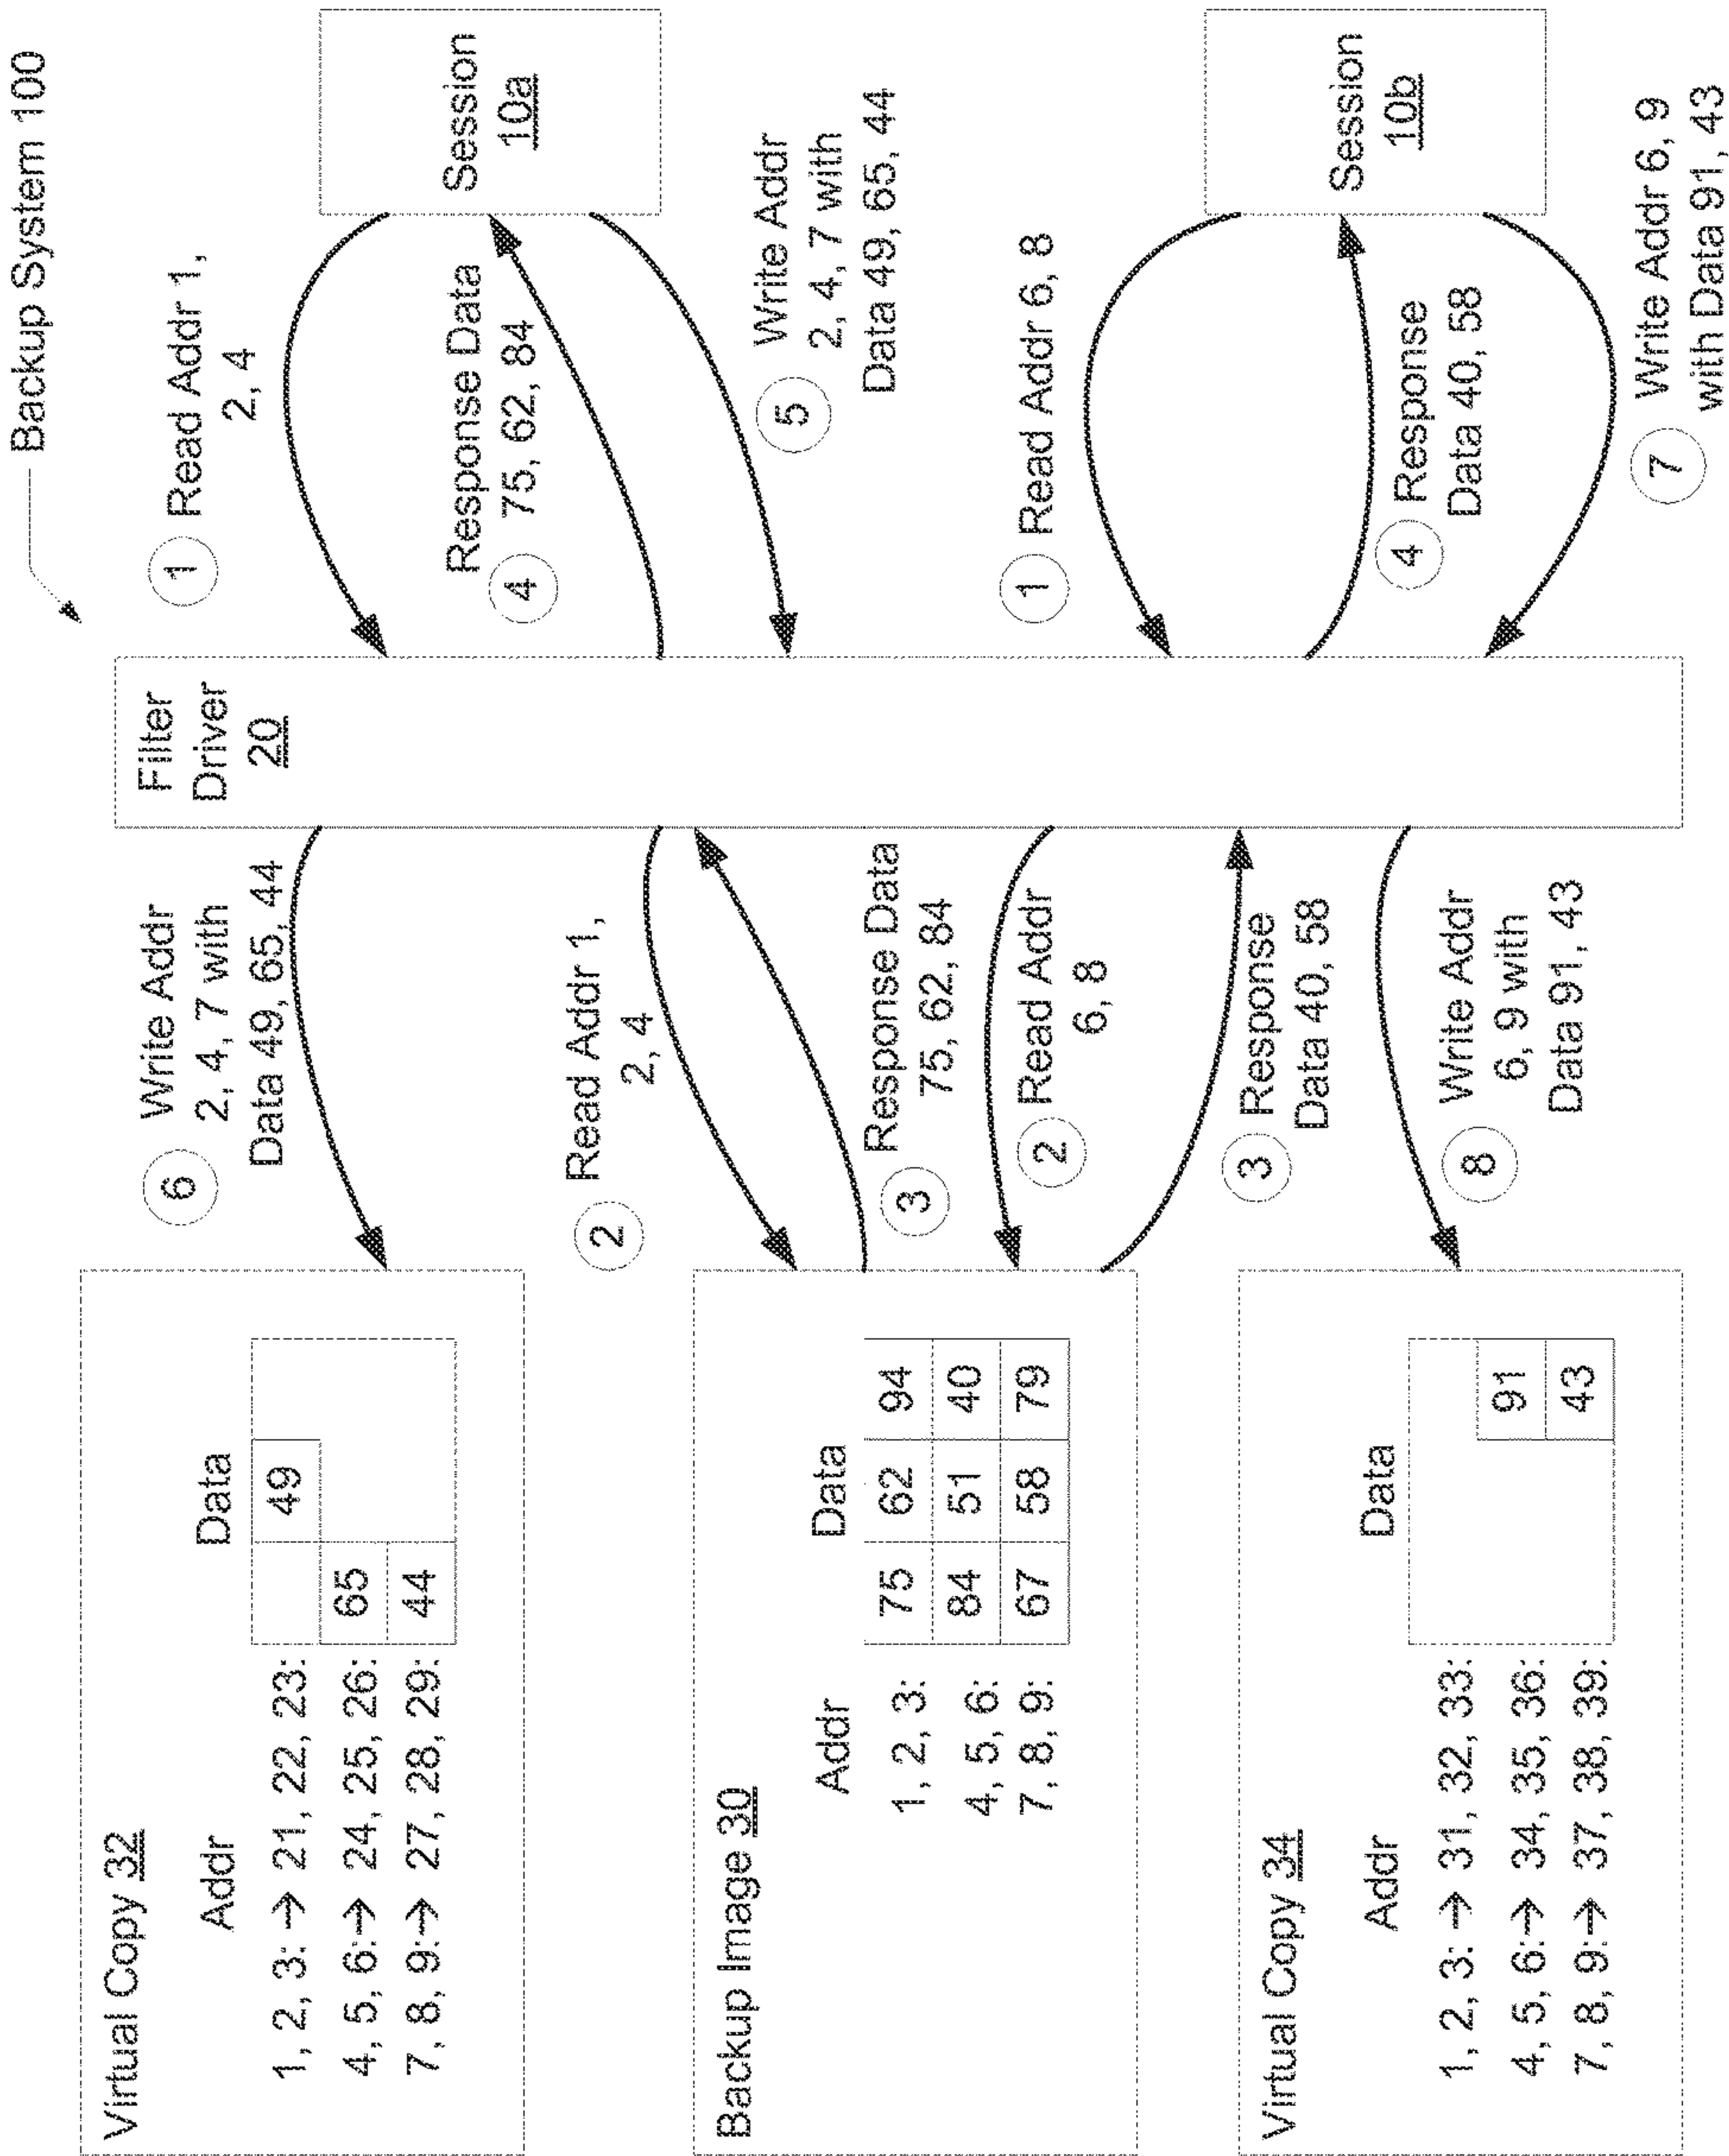 Backup System 100
Virtual Copy 32
Addr
Data
1, 2, 3: → 21, 22, 23:
49
4, 5, 6:→ 24, 25, 26:
65
7, 8, 9:→ 27, 28, 29:
44
6
Write Addr
2, 4, 7 with
Data 49, 65, 44
Filter
Driver
20
1
Read Addr 1,
2, 4
Session
10a
2
Read Addr 1,
2, 4
4
Response Data
75, 62, 84
5
Write Addr
2, 4, 7 with
Data 49, 65, 44
Backup Image 30
Addr
Data
1, 2, 3:
75 62 94
4, 5, 6:
84 51 40
7, 8, 9:
67 58 79
3
Response Data
75, 62, 84
2
Read Addr
6, 8
3
Response
Data 40, 58
1
Read Addr 6, 8
Session
10b
4
Response
Data 40, 58
Virtual Copy 34
Addr
Data
1, 2, 3: → 31, 32, 33:
4, 5, 6:→ 34, 35, 36:
91
7, 8, 9:→ 37, 38, 39:
43
8
Write Addr
6, 9 with
Data 91, 43
7
Write Addr 6, 9
with Data 91, 43